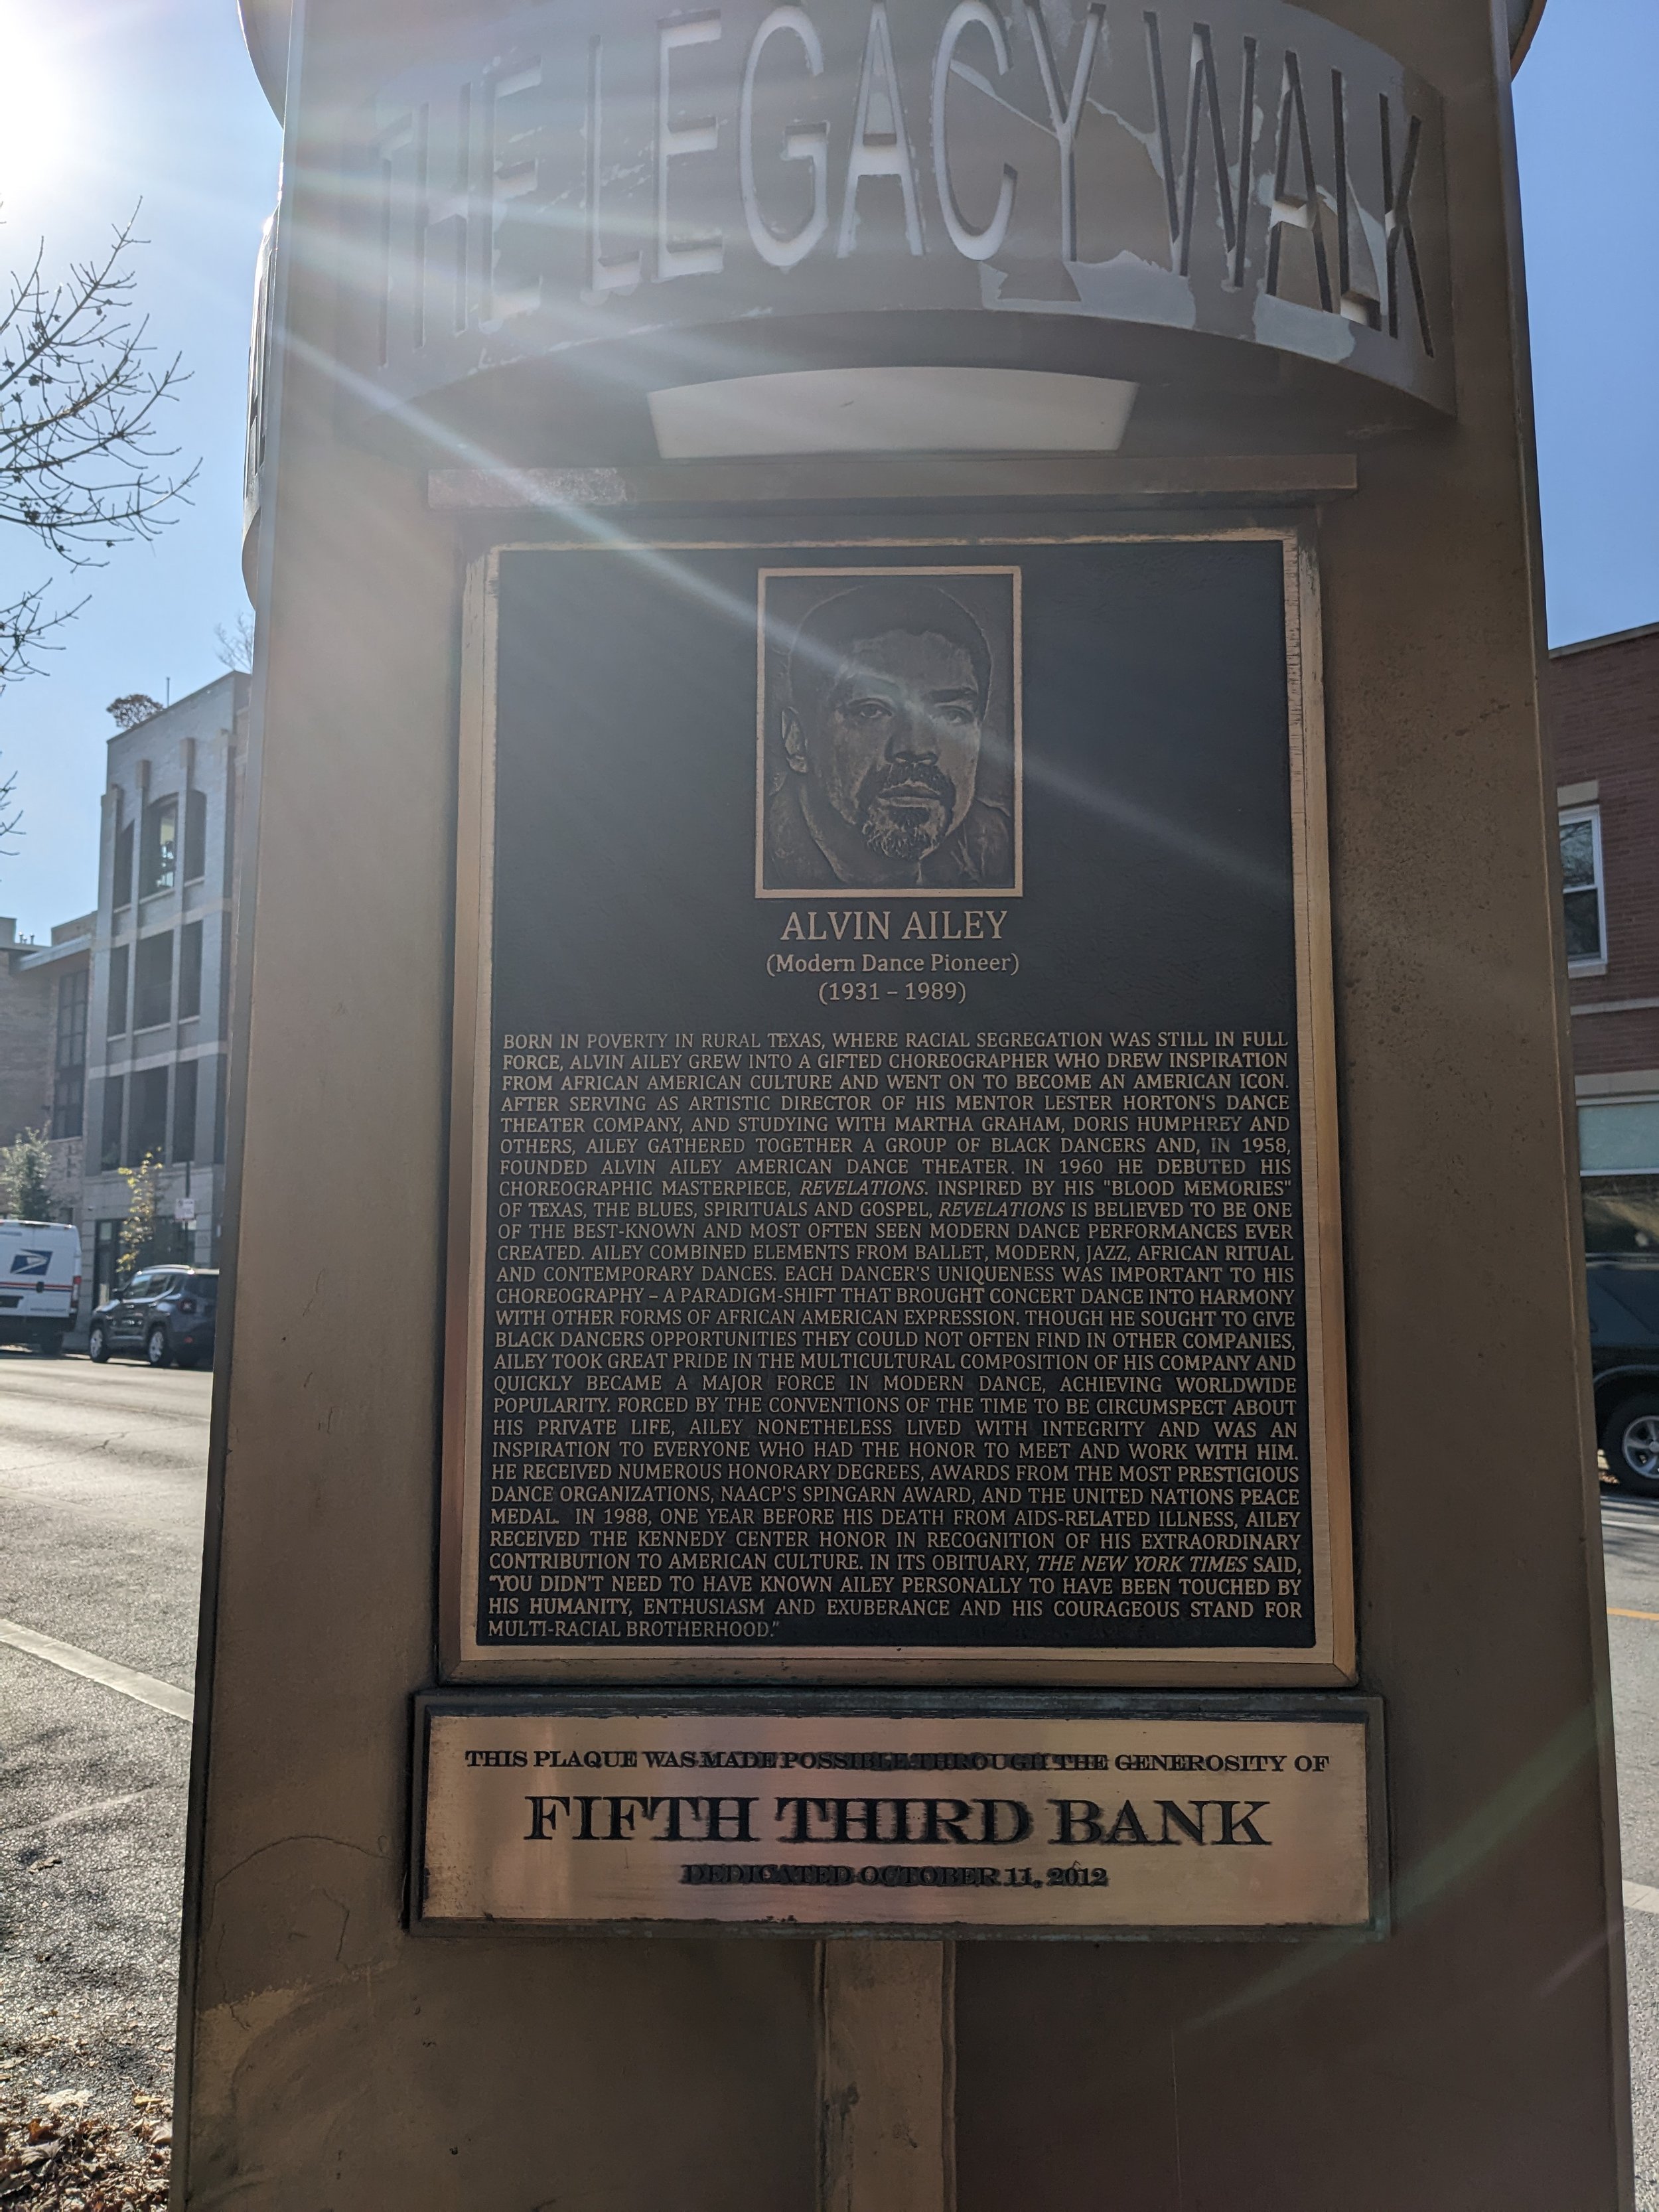 THE LEGACY WALK
ALVIN AILEY
(Modern Dance Pioneer)
(1931 – 1989)
BORN IN POVERTY IN RURAL TEXAS, WHERE RACIAL SEGREGATION WAS STILL IN FULL
FORCE, ALVIN AILEY GREW INTO A GIFTED CHOREOGRAPHER WHO DREW INSPIRATION
FROM AFRICAN AMERICAN CULTURE AND WENT ON TO BECOME AN AMERICAN ICON.
AFTER SERVING AS ARTISTIC DIRECTOR OF HIS MENTOR LESTER HORTON'S DANCE
THEATER COMPANY, AND STUDYING WITH MARTHA GRAHAM, DORIS HUMPHREY AND
OTHERS, AILEY GATHERED TOGETHER A GROUP OF BLACK DANCERS AND, IN 1958,
FOUNDED ALVIN AILEY AMERICAN DANCE THEATER. IN 1960 HE DEBUTED HIS
CHOREOGRAPHIC MASTERPIECE, REVELATIONS. INSPIRED BY HIS "BLOOD MEMORIES"
OF TEXAS, THE BLUES, SPIRITUALS AND GOSPEL, REVELATIONS IS BELIEVED TO BE ONE
OF THE BEST-KNOWN AND MOST OFTEN SEEN MODERN DANCE PERFORMANCES EVER
CREATED. AILEY COMBINED ELEMENTS FROM BALLET, MODERN, JAZZ, AFRICAN RITUAL
AND CONTEMPORARY DANCES. EACH DANCER'S UNIQUENESS WAS IMPORTANT TO HIS
CHOREOGRAPHY – A PARADIGM-SHIFT THAT BROUGHT CONCERT DANCE INTO HARMONY
WITH OTHER FORMS OF AFRICAN AMERICAN EXPRESSION. THOUGH HE SOUGHT TO GIVE
BLACK DANCERS OPPORTUNITIES THEY COULD NOT OFTEN FIND IN OTHER COMPANIES,
AILEY TOOK GREAT PRIDE IN THE MULTICULTURAL COMPOSITION OF HIS COMPANY AND
QUICKLY BECAME A MAJOR FORCE IN MODERN DANCE, ACHIEVING WORLDWIDE
POPULARITY. FORCED BY THE CONVENTIONS OF THE TIME TO BE CIRCUMSPECT ABOUT
HIS PRIVATE LIFE, AILEY NONETHELESS LIVED WITH INTEGRITY AND WAS AN
INSPIRATION TO EVERYONE WHO HAD THE HONOR TO MEET AND WORK WITH HIM.
HE RECEIVED NUMEROUS HONORARY DEGREES, AWARDS FROM THE MOST PRESTIGIOUS
DANCE ORGANIZATIONS, NAACP'S SPINGARN AWARD, AND THE UNITED NATIONS PEACE
MEDAL. IN 1988, ONE YEAR BEFORE HIS DEATH FROM AIDS-RELATED ILLNESS, AILEY
RECEIVED THE KENNEDY CENTER HONOR IN RECOGNITION OF HIS EXTRAORDINARY
CONTRIBUTION TO AMERICAN CULTURE. IN ITS OBITUARY, THE NEW YORK TIMES SAID,
"YOU DIDN'T NEED TO HAVE KNOWN AILEY PERSONALLY TO HAVE BEEN TOUCHED BY
HIS HUMANITY, ENTHUSIASM AND EXUBERANCE AND HIS COURAGEOUS STAND FOR
MULTI-RACIAL BROTHERHOOD."
THIS PLAQUE WAS MADE POSSIBLE THROUGH THE GENEROSITY OF
FIFTH THIRD BANK
DEDICATED OCTOBER 11, 2012